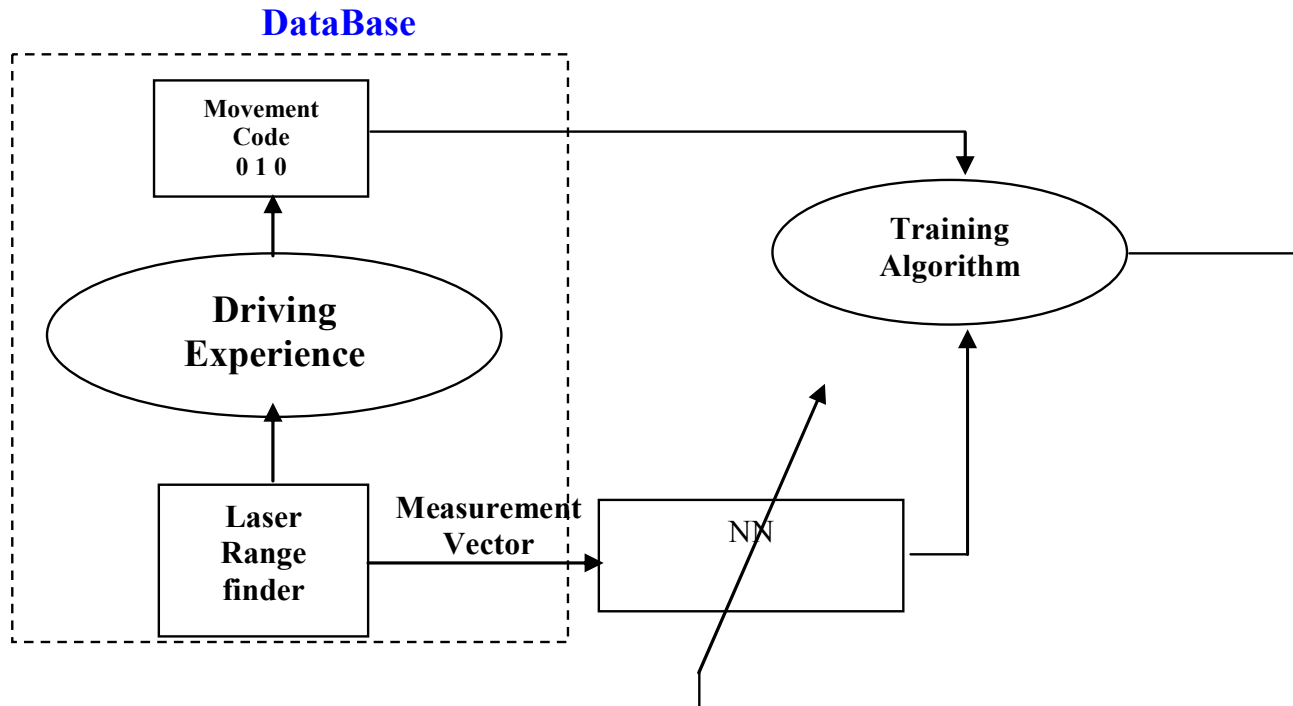 DataBase
Movement
Code
0 1 0
Training
Algorithm
Driving
Experience
Laser
Range
finder
Measurement
Vector
NN